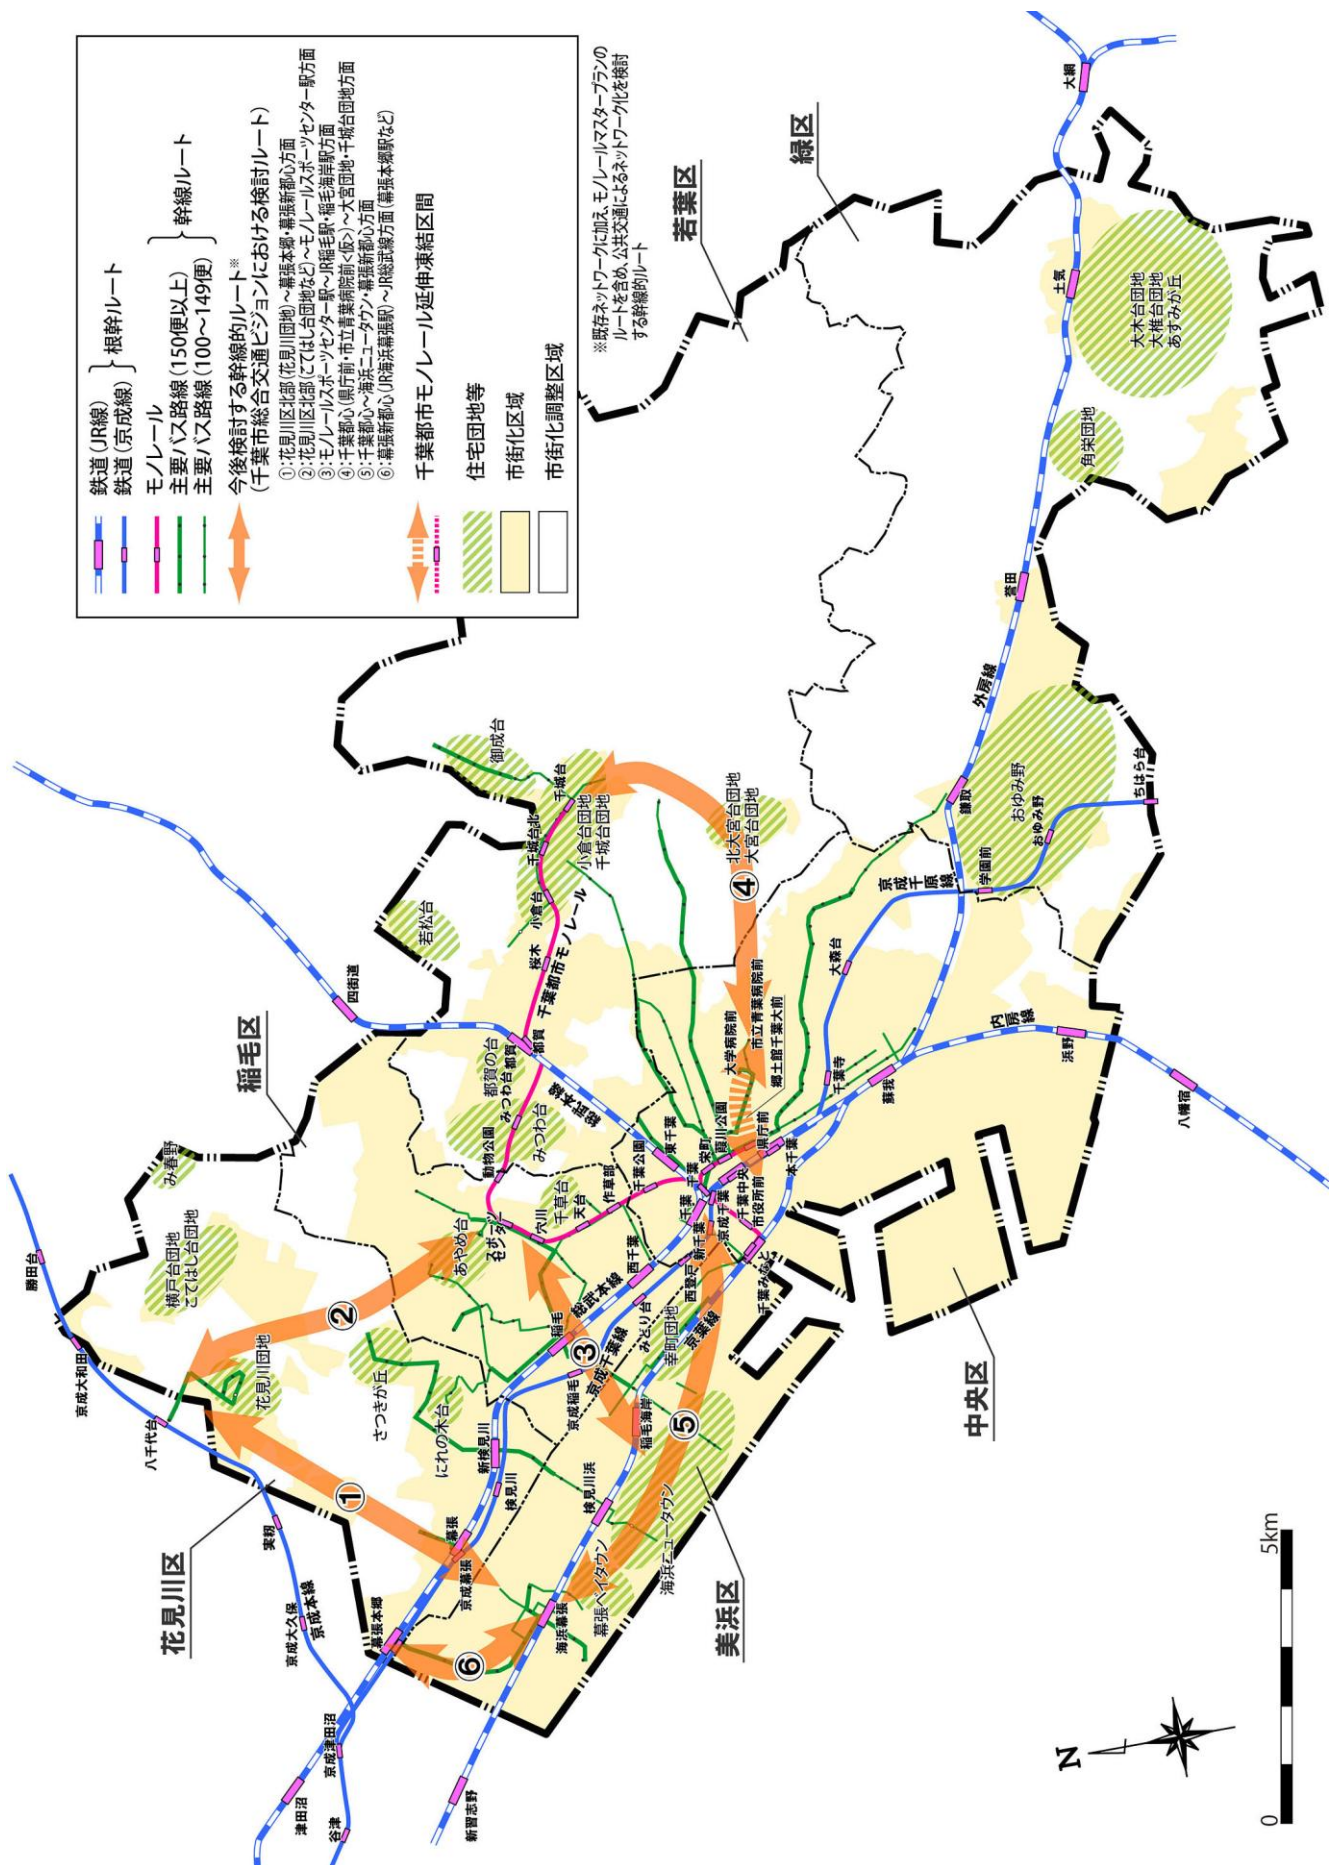 鉄道(JR線)
鉄道(京成線)
根幹ルート
モノレール
主要バス路線(150便以上)
主要バス路線(100～149便)
幹線ルート
今後検討する幹線的ルート※
(千葉市総合交通ビジョンにおける検討ルート)
①:花見川区北部(花見川団地)～幕張本郷・幕張新都心方面
②:花見川区北部(こてはし台団地など)～モノレールスポーツセンター駅方面
③:モノレールスポーツセンター駅～JR稲毛駅・稲毛海岸駅方面
④:千葉都心(県庁前・市立青葉病院前<仮>)～大宮団地・千城台団地方面
⑤:千葉都心～海浜ニュータウン・幕張新都心方面
⑥:幕張新都心(JR海浜幕張駅)～JR総武線方面(幕張本郷駅など)
千葉都市モノレール延伸凍結区間
住宅団地等
市街化区域
市街化調整区域
※既存ネットワークに加え、モノレールマスタープランの
ルートを含め、公共交通によるネットワーク化を検討
する幹線的ルート
若葉区
緑区
稲毛区
花見川区
美浜区
中央区
大網
土気
大木台団地
大椎台団地
あすみが丘
角栄団地
誉田
外房線
鎌取
おゆみ野
おゆみ野
ちはら台
学園前
京成千原線
大森台
千葉寺
蘇我
内房線
浜野
八幡宿
御成台
千城台
千城台北
小倉台団地
千城台団地
小倉台
桜木
千葉都市モノレール
若松台
四街道
都賀
都賀
都賀の台
みつわ台
みつわ台
動物公園
総武本線
北大宮台団地
大宮台団地
④
大学病院前
市立青葉病院前
郷土館千葉大前
東千葉
千葉公園
作草部
天台
千草台
穴川
スポーツ
センター
あやめ台
栄町
葭川公園
県庁前
本千葉
千葉
千葉
京成千葉
千葉中央
市役所前
新千葉
西登戸
千葉みなと
西千葉
総武本線
稲毛
みどり台
幸町団地
京葉線
京成千葉線
京成稲毛
③
稲毛海岸
⑤
み春野
横戸台団地
こてはし台団地
勝田台
京成大和田
八千代台
花見川団地
②
さつきが丘
にれの木台
新検見川
検見川
検見川浜
海浜ニュータウン
幕張ベイタウン
海浜幕張
①
幕張
京成幕張
幕張本郷
⑥
実籾
京成大久保
京成本線
京成津田沼
津田沼
谷津
新習志野
N
0
5km